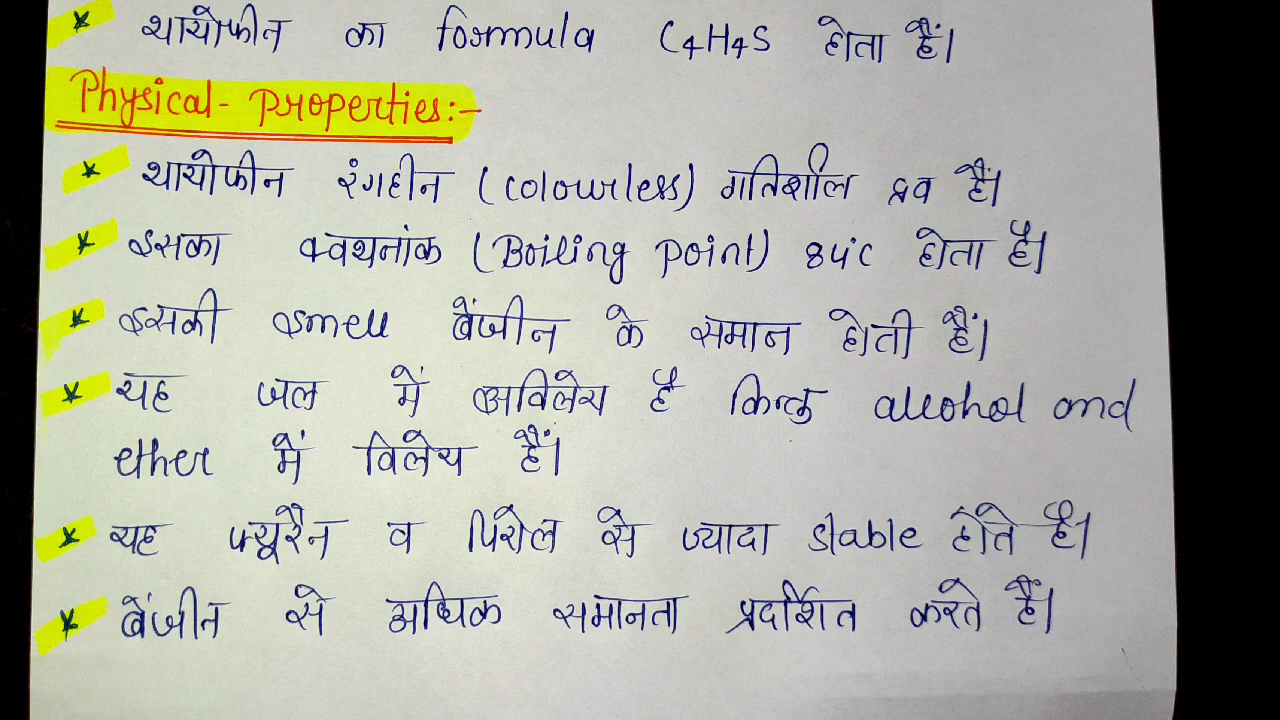 * थायोफीन का formula C4H4S होता हैं।
Physical- Properties:-
* थायोफीन रंगहीन (colourless) गतिशील द्रव हैं।
* इसका क्वथनांक (Boiling point) 84°c होता है।
* इसकी smell बेंजीन के समान होती हैं।
* यह जल में अविलेय है किन्तु alcohol and
ether में विलेय हैं।
* यह फ्यूरैन व पिरोल से ज्यादा stable होते है।
* बेंजीन से अधिक समानता प्रदर्शित करते हैं।